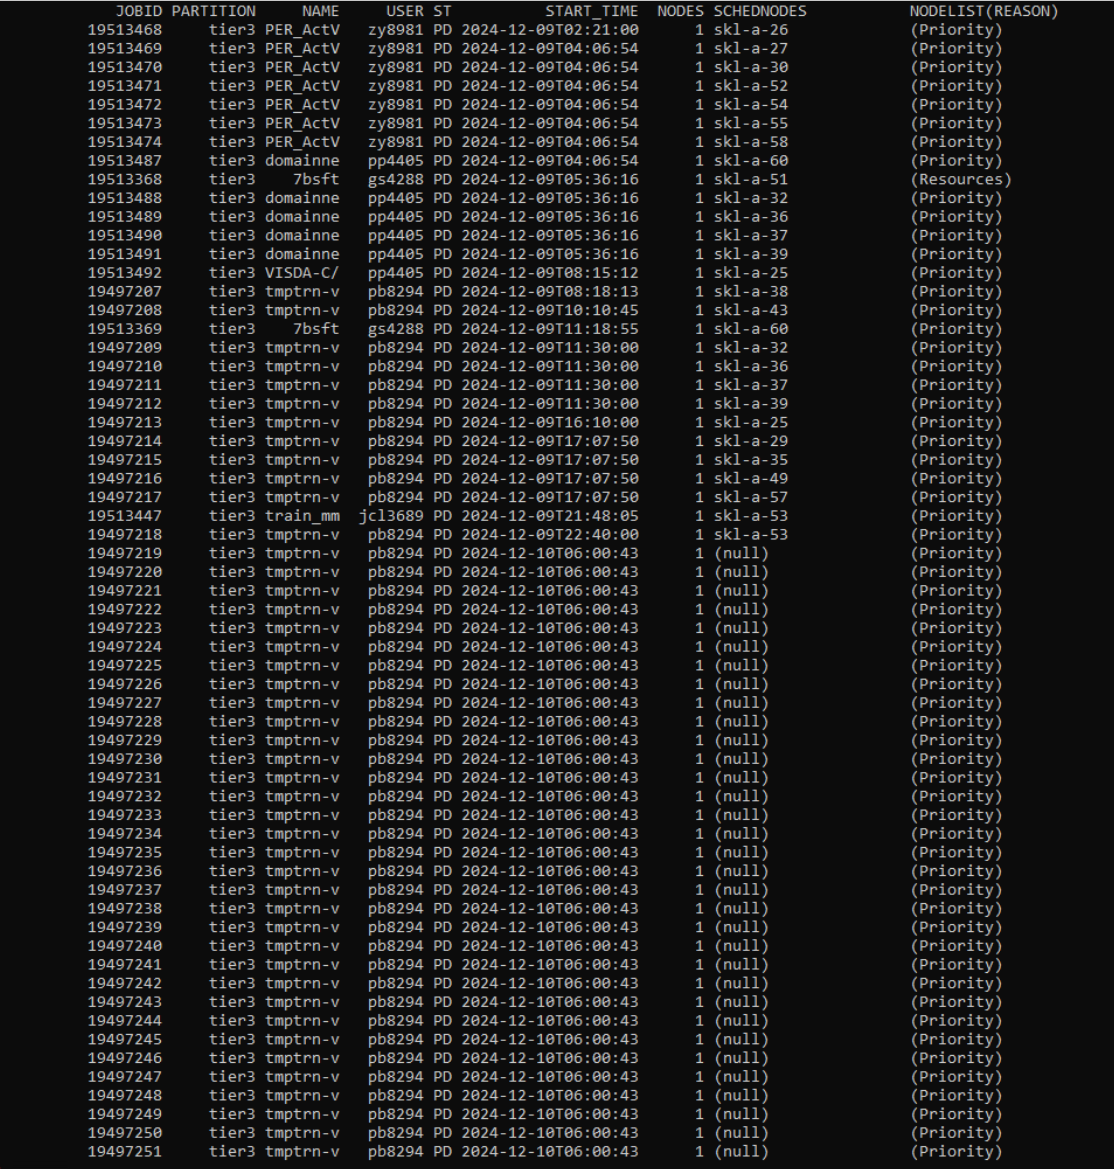 JOBID PARTITION NAME USER ST START_TIME NODES SCHEDNODES NODELIST(REASON)
19513468 tier3 PER_ActV zy8981 PD 2024-12-09T02:21:00 1 skl-a-26 (Priority)
19513469 tier3 PER_ActV zy8981 PD 2024-12-09T04:06:54 1 skl-a-27 (Priority)
19513470 tier3 PER_ActV zy8981 PD 2024-12-09T04:06:54 1 skl-a-30 (Priority)
19513471 tier3 PER_ActV zy8981 PD 2024-12-09T04:06:54 1 skl-a-52 (Priority)
19513472 tier3 PER_ActV zy8981 PD 2024-12-09T04:06:54 1 skl-a-54 (Priority)
19513473 tier3 PER_ActV zy8981 PD 2024-12-09T04:06:54 1 skl-a-55 (Priority)
19513474 tier3 PER_ActV zy8981 PD 2024-12-09T04:06:54 1 skl-a-58 (Priority)
19513487 tier3 domainne pp4405 PD 2024-12-09T04:06:54 1 skl-a-60 (Priority)
19513368 tier3 7bsft gs4288 PD 2024-12-09T05:36:16 1 skl-a-51 (Resources)
19513488 tier3 domainne pp4405 PD 2024-12-09T05:36:16 1 skl-a-32 (Priority)
19513489 tier3 domainne pp4405 PD 2024-12-09T05:36:16 1 skl-a-36 (Priority)
19513490 tier3 domainne pp4405 PD 2024-12-09T05:36:16 1 skl-a-37 (Priority)
19513491 tier3 domainne pp4405 PD 2024-12-09T05:36:16 1 skl-a-39 (Priority)
19513492 tier3 VISDA-C/ pp4405 PD 2024-12-09T08:15:12 1 skl-a-25 (Priority)
19497207 tier3 tmptrn-v pb8294 PD 2024-12-09T08:18:13 1 skl-a-38 (Priority)
19497208 tier3 tmptrn-v pb8294 PD 2024-12-09T10:10:45 1 skl-a-43 (Priority)
19513369 tier3 7bsft gs4288 PD 2024-12-09T11:18:55 1 skl-a-60 (Priority)
19497209 tier3 tmptrn-v pb8294 PD 2024-12-09T11:30:00 1 skl-a-32 (Priority)
19497210 tier3 tmptrn-v pb8294 PD 2024-12-09T11:30:00 1 skl-a-36 (Priority)
19497211 tier3 tmptrn-v pb8294 PD 2024-12-09T11:30:00 1 skl-a-37 (Priority)
19497212 tier3 tmptrn-v pb8294 PD 2024-12-09T11:30:00 1 skl-a-39 (Priority)
19497213 tier3 tmptrn-v pb8294 PD 2024-12-09T16:10:00 1 skl-a-25 (Priority)
19497214 tier3 tmptrn-v pb8294 PD 2024-12-09T17:07:50 1 skl-a-29 (Priority)
19497215 tier3 tmptrn-v pb8294 PD 2024-12-09T17:07:50 1 skl-a-35 (Priority)
19497216 tier3 tmptrn-v pb8294 PD 2024-12-09T17:07:50 1 skl-a-49 (Priority)
19497217 tier3 tmptrn-v pb8294 PD 2024-12-09T17:07:50 1 skl-a-57 (Priority)
19513447 tier3 train_mm jcl3689 PD 2024-12-09T21:48:05 1 skl-a-53 (Priority)
19497218 tier3 tmptrn-v pb8294 PD 2024-12-09T22:40:00 1 skl-a-53 (Priority)
19497219 tier3 tmptrn-v pb8294 PD 2024-12-10T06:00:43 1 (null) (Priority)
19497220 tier3 tmptrn-v pb8294 PD 2024-12-10T06:00:43 1 (null) (Priority)
19497221 tier3 tmptrn-v pb8294 PD 2024-12-10T06:00:43 1 (null) (Priority)
19497222 tier3 tmptrn-v pb8294 PD 2024-12-10T06:00:43 1 (null) (Priority)
19497223 tier3 tmptrn-v pb8294 PD 2024-12-10T06:00:43 1 (null) (Priority)
19497224 tier3 tmptrn-v pb8294 PD 2024-12-10T06:00:43 1 (null) (Priority)
19497225 tier3 tmptrn-v pb8294 PD 2024-12-10T06:00:43 1 (null) (Priority)
19497226 tier3 tmptrn-v pb8294 PD 2024-12-10T06:00:43 1 (null) (Priority)
19497227 tier3 tmptrn-v pb8294 PD 2024-12-10T06:00:43 1 (null) (Priority)
19497228 tier3 tmptrn-v pb8294 PD 2024-12-10T06:00:43 1 (null) (Priority)
19497229 tier3 tmptrn-v pb8294 PD 2024-12-10T06:00:43 1 (null) (Priority)
19497230 tier3 tmptrn-v pb8294 PD 2024-12-10T06:00:43 1 (null) (Priority)
19497231 tier3 tmptrn-v pb8294 PD 2024-12-10T06:00:43 1 (null) (Priority)
19497232 tier3 tmptrn-v pb8294 PD 2024-12-10T06:00:43 1 (null) (Priority)
19497233 tier3 tmptrn-v pb8294 PD 2024-12-10T06:00:43 1 (null) (Priority)
19497234 tier3 tmptrn-v pb8294 PD 2024-12-10T06:00:43 1 (null) (Priority)
19497235 tier3 tmptrn-v pb8294 PD 2024-12-10T06:00:43 1 (null) (Priority)
19497236 tier3 tmptrn-v pb8294 PD 2024-12-10T06:00:43 1 (null) (Priority)
19497237 tier3 tmptrn-v pb8294 PD 2024-12-10T06:00:43 1 (null) (Priority)
19497238 tier3 tmptrn-v pb8294 PD 2024-12-10T06:00:43 1 (null) (Priority)
19497239 tier3 tmptrn-v pb8294 PD 2024-12-10T06:00:43 1 (null) (Priority)
19497240 tier3 tmptrn-v pb8294 PD 2024-12-10T06:00:43 1 (null) (Priority)
19497241 tier3 tmptrn-v pb8294 PD 2024-12-10T06:00:43 1 (null) (Priority)
19497242 tier3 tmptrn-v pb8294 PD 2024-12-10T06:00:43 1 (null) (Priority)
19497243 tier3 tmptrn-v pb8294 PD 2024-12-10T06:00:43 1 (null) (Priority)
19497244 tier3 tmptrn-v pb8294 PD 2024-12-10T06:00:43 1 (null) (Priority)
19497245 tier3 tmptrn-v pb8294 PD 2024-12-10T06:00:43 1 (null) (Priority)
19497246 tier3 tmptrn-v pb8294 PD 2024-12-10T06:00:43 1 (null) (Priority)
19497247 tier3 tmptrn-v pb8294 PD 2024-12-10T06:00:43 1 (null) (Priority)
19497248 tier3 tmptrn-v pb8294 PD 2024-12-10T06:00:43 1 (null) (Priority)
19497249 tier3 tmptrn-v pb8294 PD 2024-12-10T06:00:43 1 (null) (Priority)
19497250 tier3 tmptrn-v pb8294 PD 2024-12-10T06:00:43 1 (null) (Priority)
19497251 tier3 tmptrn-v pb8294 PD 2024-12-10T06:00:43 1 (null) (Priority)